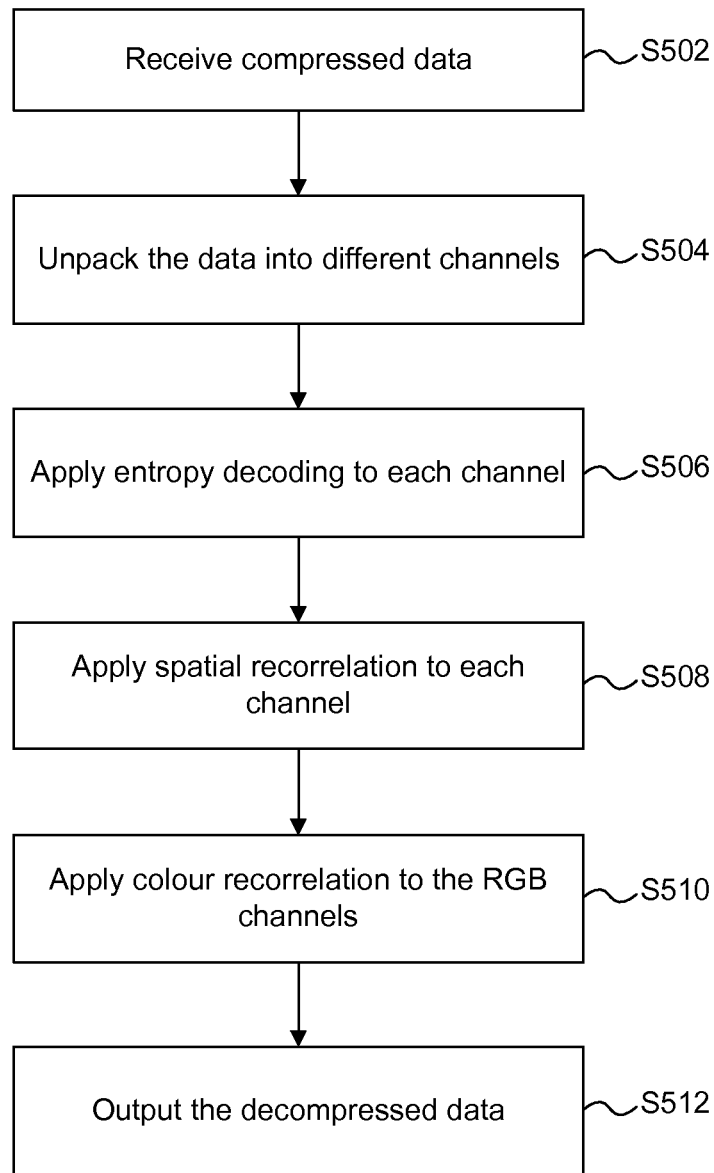 Receive compressed data
S502
Unpack the data into different channels
S504
Apply entropy decoding to each channel
S506
Apply spatial recorrelation to each
channel
S508
Apply colour recorrelation to the RGB
channels
S510
Output the decompressed data
S512